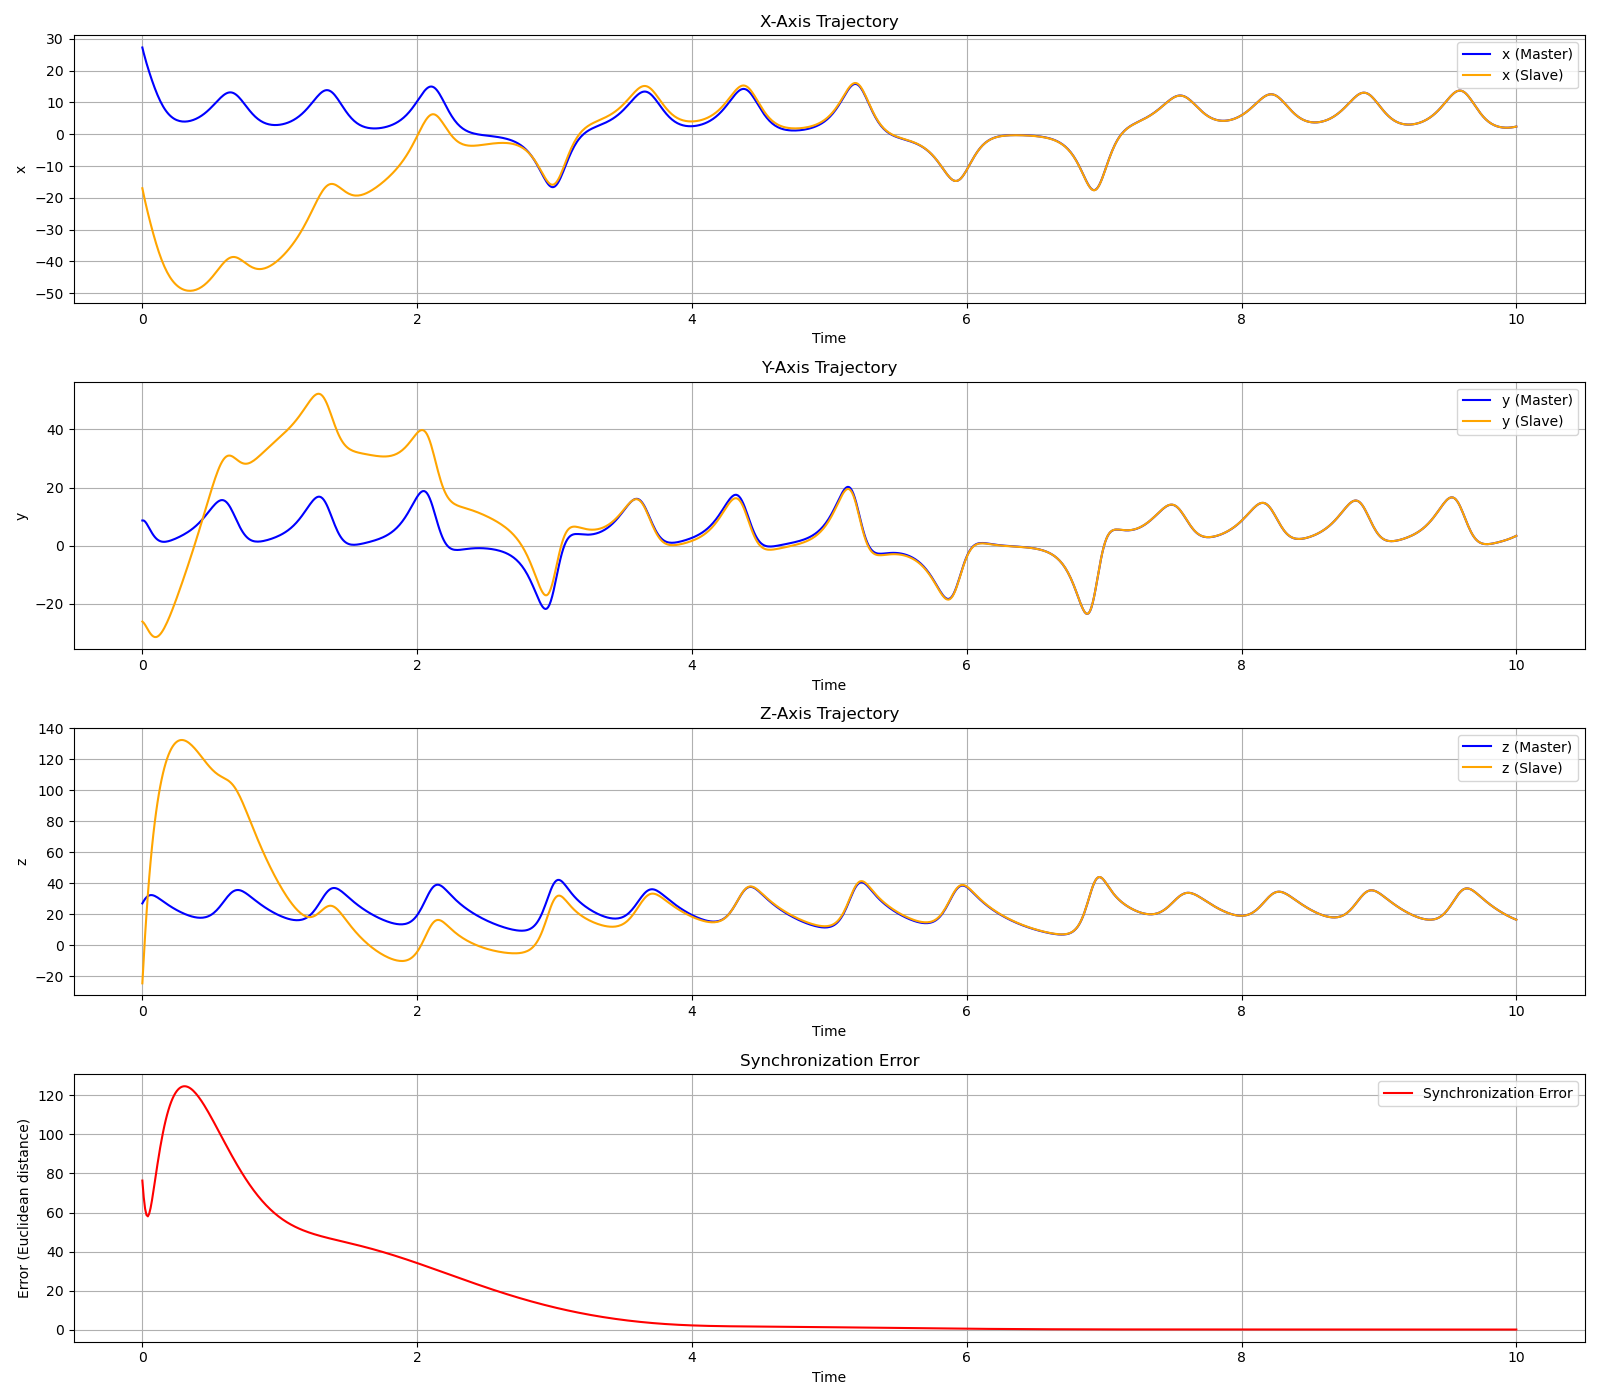 X-Axis Trajectory
x
30
20
10
0
−10
−20
−30
−40
−50
x (Master)
x (Slave)
0 2 4 6 8 10
Time
Y-Axis Trajectory
y
40
20
0
−20
y (Master)
y (Slave)
0 2 4 6 8 10
Time
Z-Axis Trajectory
z
140
120
100
80
60
40
20
0
−20
z (Master)
z (Slave)
0 2 4 6 8 10
Time
Synchronization Error
Error (Euclidean distance)
120
100
80
60
40
20
0
Synchronization Error
0 2 4 6 8 10
Time